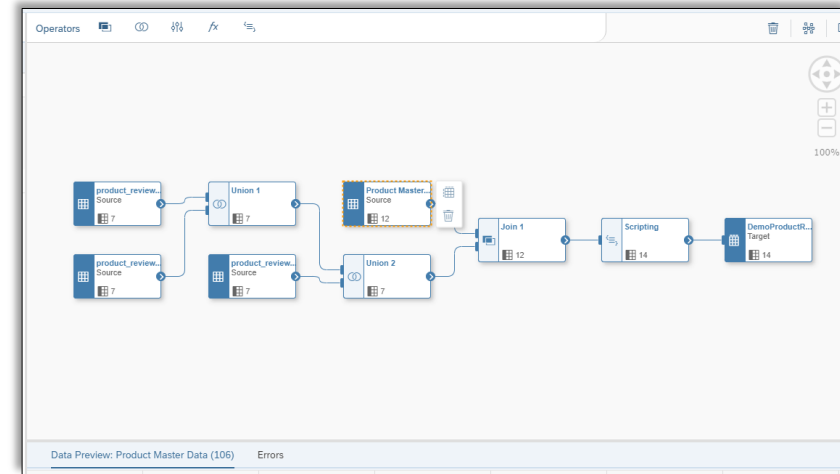 Operators
fx
100%
product_review...
Source
7
Union 1
7
Product Master...
Source
12
Join 1
12
Scripting
14
DemoProductR...
Target
14
product_review...
Source
7
product_review...
Source
7
Union 2
7
Data Preview: Product Master Data (106)
Errors